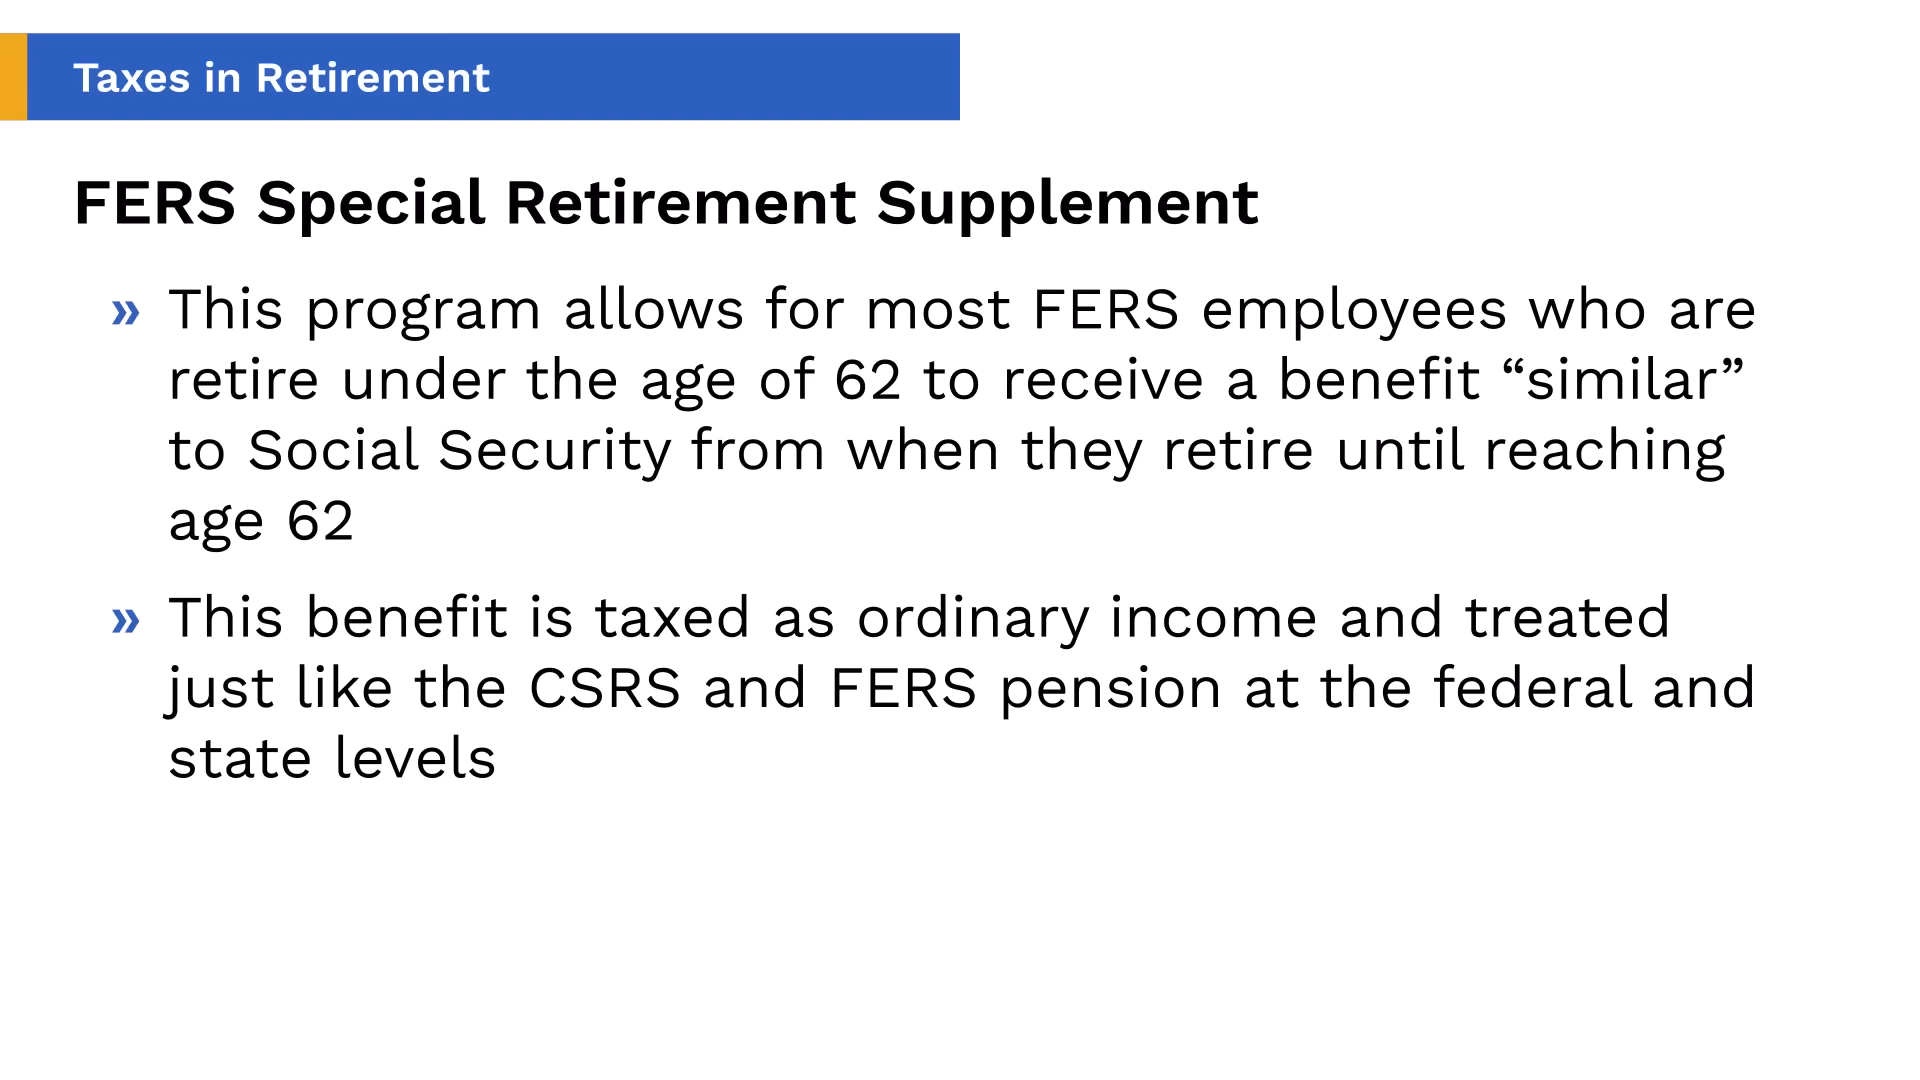 Taxes in Retirement
FERS Special Retirement Supplement
» This program allows for most FERS employees who are
retire under the age of 62 to receive a benefit “similar”
to Social Security from when they retire until reaching
age 62
» This benefit is taxed as ordinary income and treated
just like the CSRS and FERS pension at the federal and
state levels